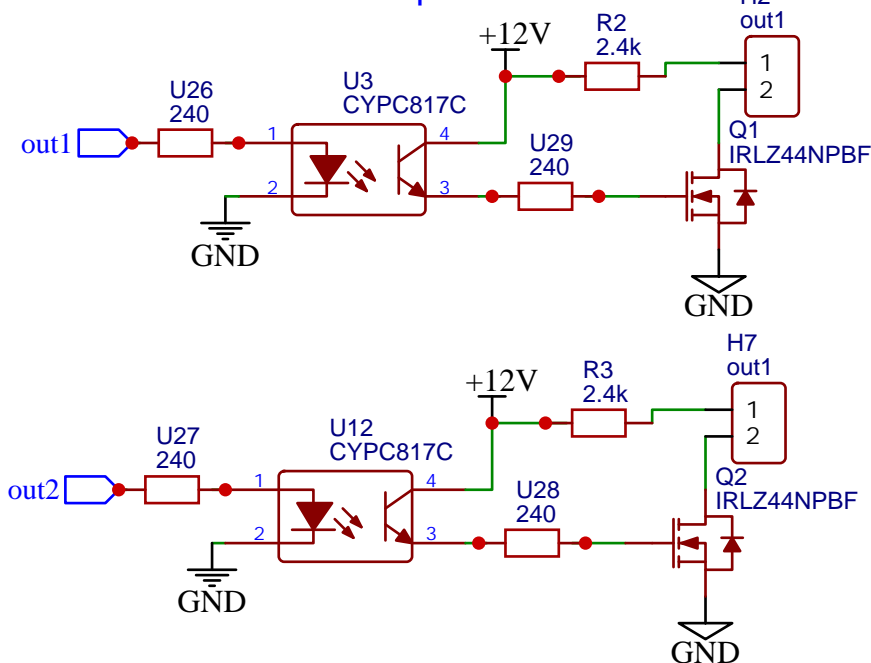 H2
out1
+12V
R2
2.4k
1
2
U3
CYPC817C
U26
240
out1
1
4
2
3
U29
240
Q1
IRLZ44NPBF
GND
GND
H7
out1
+12V
R3
2.4k
1
2
U12
CYPC817C
U27
240
out2
1
4
2
3
U28
240
Q2
IRLZ44NPBF
GND
GND